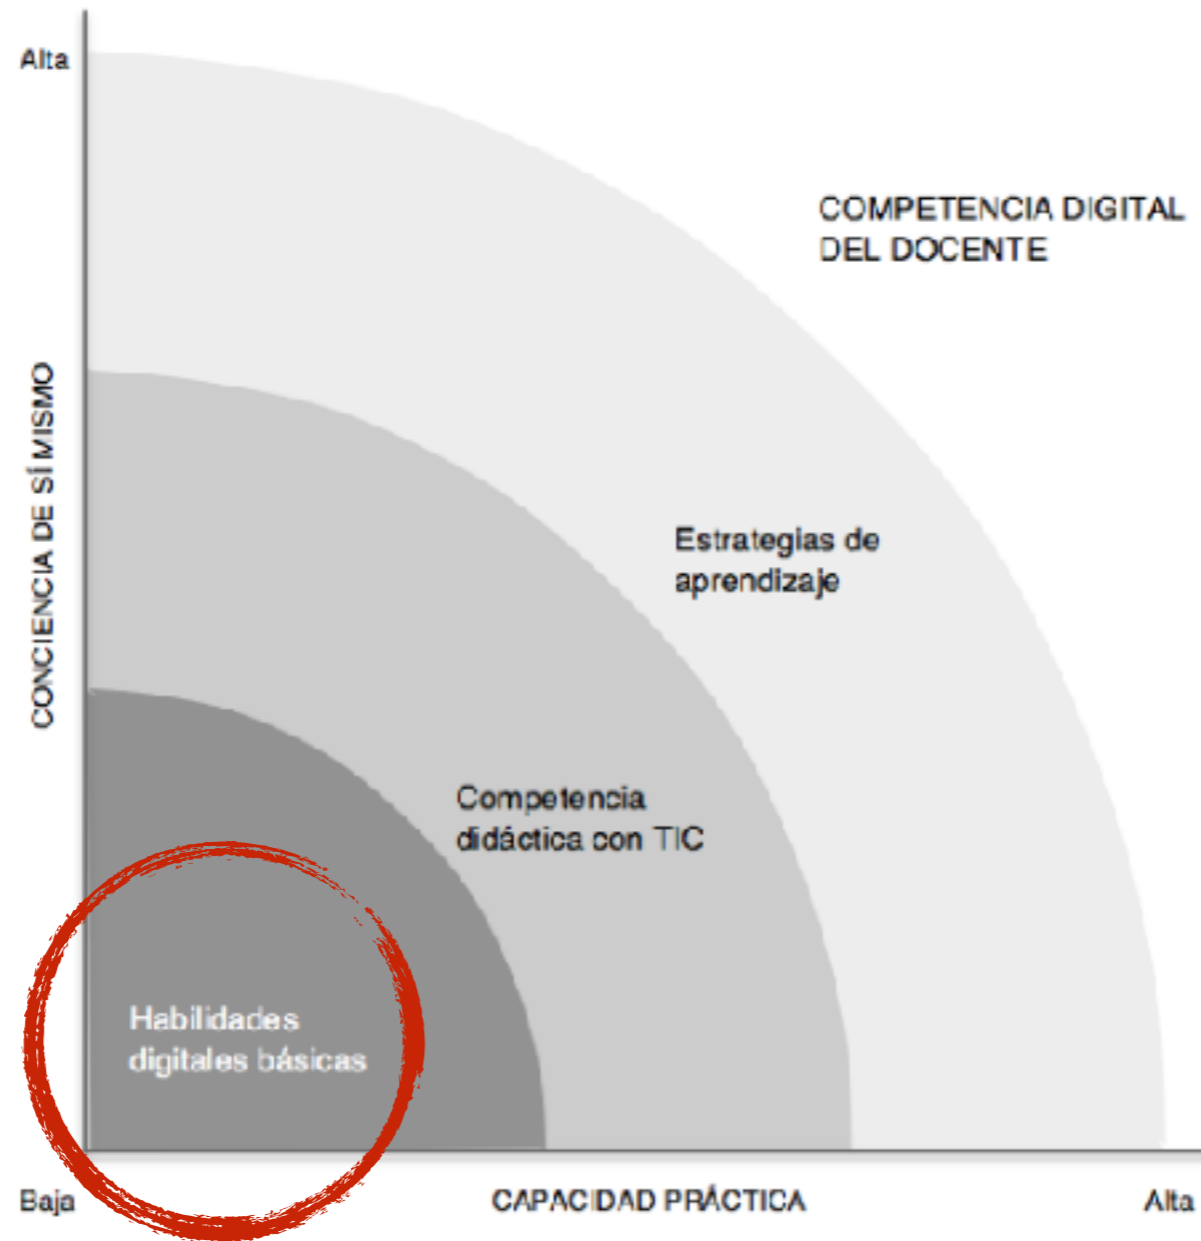 Alta
COMPETENCIA DIGITAL
DEL DOCENTE
CONCIENCIA DE SÍ MISMO
Estrategias de
aprendizaje
Competencia
didáctica con TIC
Habilidades
digitales básicas
Baja
CAPACIDAD PRÁCTICA
Alta